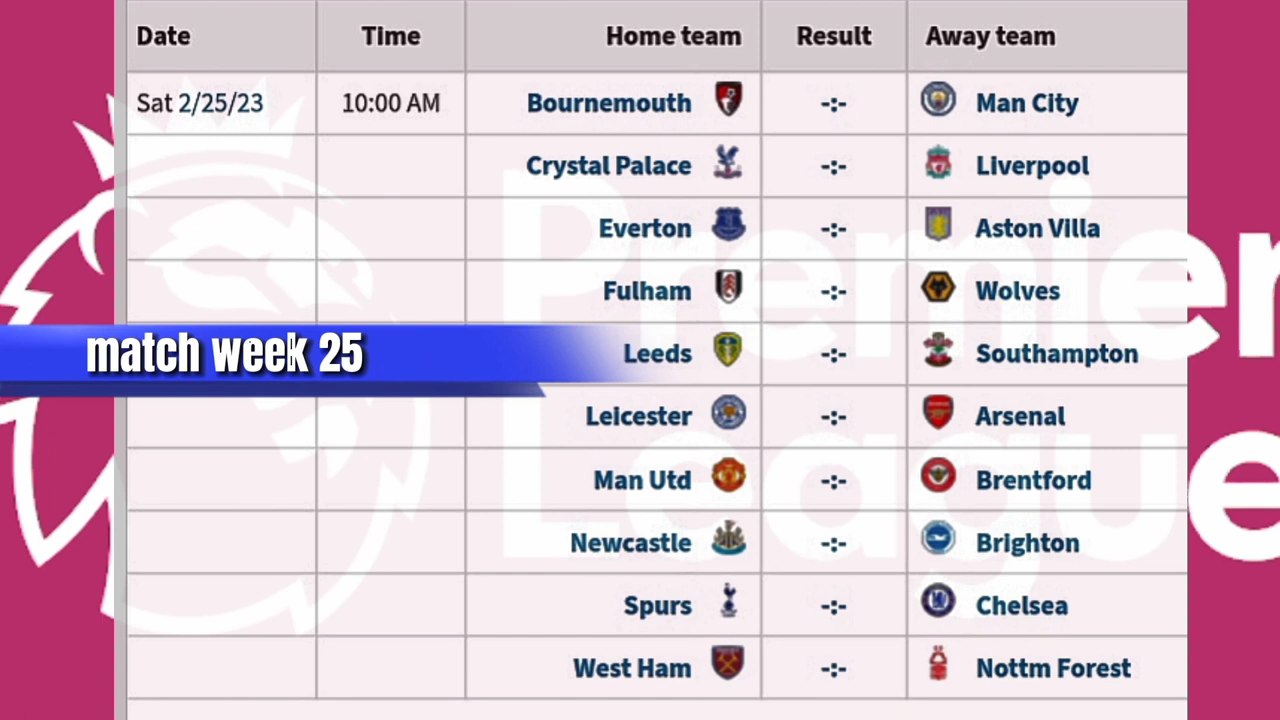 Date Time Home team Result Away team
Sat 2/25/23 10:00 AM Bournemouth -:- Man City
Crystal Palace -:- Liverpool
Everton -:- Aston Villa
Fulham -:- Wolves
match week 25
Leeds -:- Southampton
Leicester -:- Arsenal
Man Utd -:- Brentford
Newcastle -:- Brighton
Spurs -:- Chelsea
West Ham -:- Nottm Forest
Premier
League